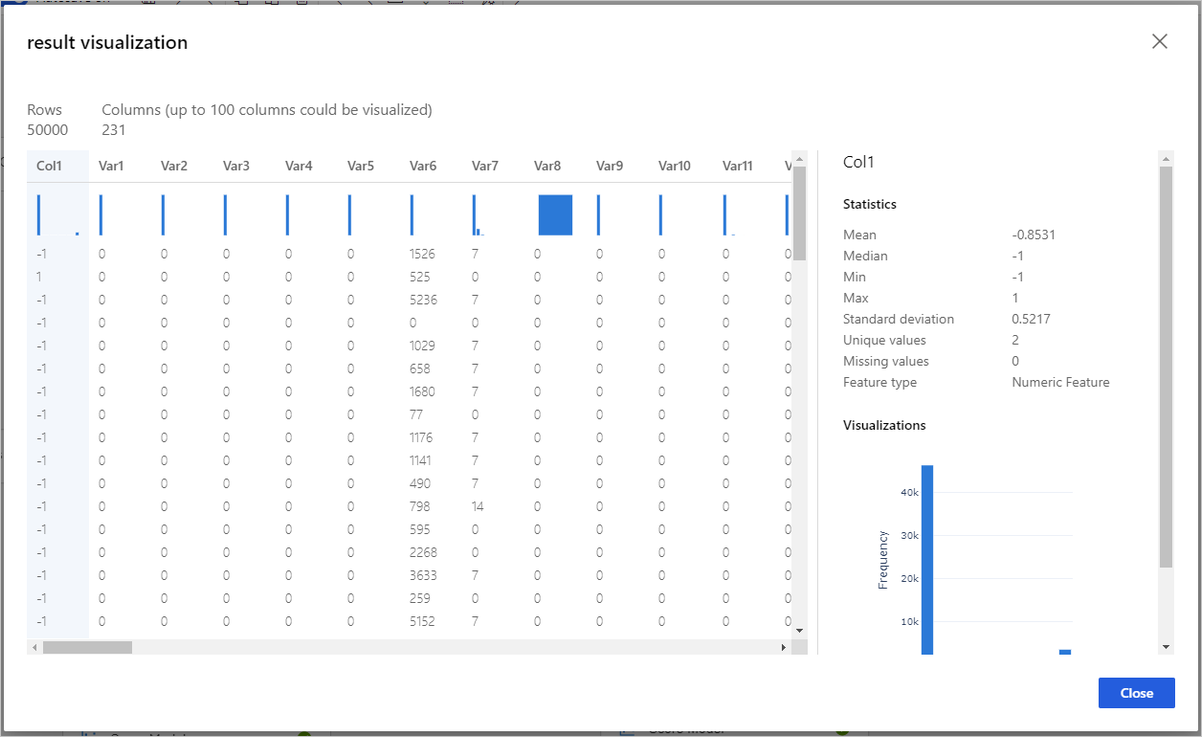 result visualization
Rows Columns (up to 100 columns could be visualized)
50000 231
Col1 Var1 Var2 Var3 Var4 Var5 Var6 Var7 Var8 Var9 Var10 Var11
-1 0 0 0 0 0 1526 7 0 0 0 0 0
1 0 0 0 0 0 525 0 0 0 0 0 0
-1 0 0 0 0 0 5236 7 0 0 0 0 0
-1 0 0 0 0 0 0 0 0 0 0 0 0
-1 0 0 0 0 0 1029 7 0 0 0 0 0
-1 0 0 0 0 0 658 7 0 0 0 0 0
-1 0 0 0 0 0 1680 7 0 0 0 0 0
-1 0 0 0 0 0 77 0 0 0 0 0 0
-1 0 0 0 0 0 1176 7 0 0 0 0 0
-1 0 0 0 0 0 1141 7 0 0 0 0 0
-1 0 0 0 0 0 490 7 0 0 0 0 0
-1 0 0 0 0 0 798 14 0 0 0 0 0
-1 0 0 0 0 0 595 0 0 0 0 0 0
-1 0 0 0 0 0 2268 0 0 0 0 0 0
-1 0 0 0 0 0 3633 7 0 0 0 0 0
-1 0 0 0 0 0 259 0 0 0 0 0 0
-1 0 0 0 0 0 5152 7 0 0 0 0 0
Col1
Statistics
Mean -0.8531
Median -1
Min -1
Max 1
Standard deviation 0.5217
Unique values 2
Missing values 0
Feature type Numeric Feature
Visualizations
40k
30k
Frequency
20k
10k
Close